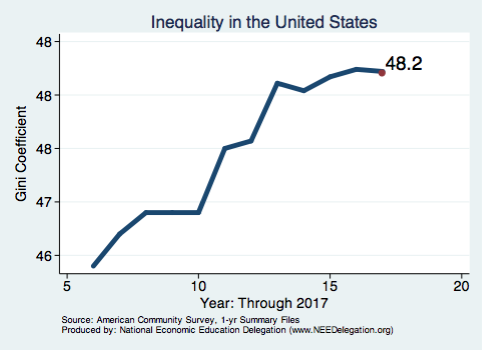 Inequality in the United States
48
48
48
47
46
Gini Coefficient
48.2
5
10
15
20
Year: Through 2017
Source: American Community Survey, 1-yr Summary Files
Produced by: National Economic Education Delegation (www.NEEDelegation.org)